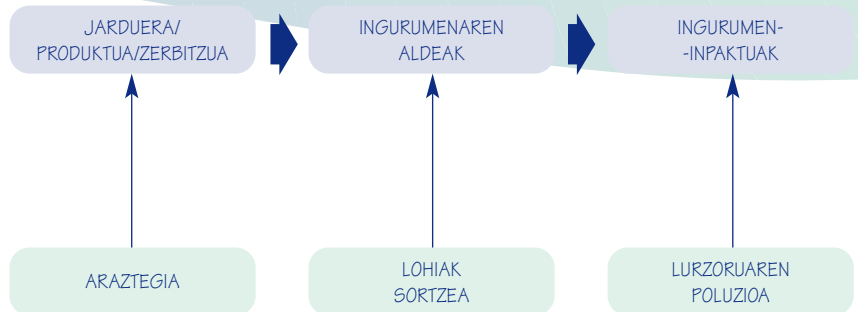 JARDUERA/
PRODUKTUA/ZERBITZUA
INGURUMENAREN
ALDEAK
INGURUMEN-
-INPAKTUAK
ARAZTEGIA
LOHIAK
SORTZEA
LURZORUAREN
POLUZIOA